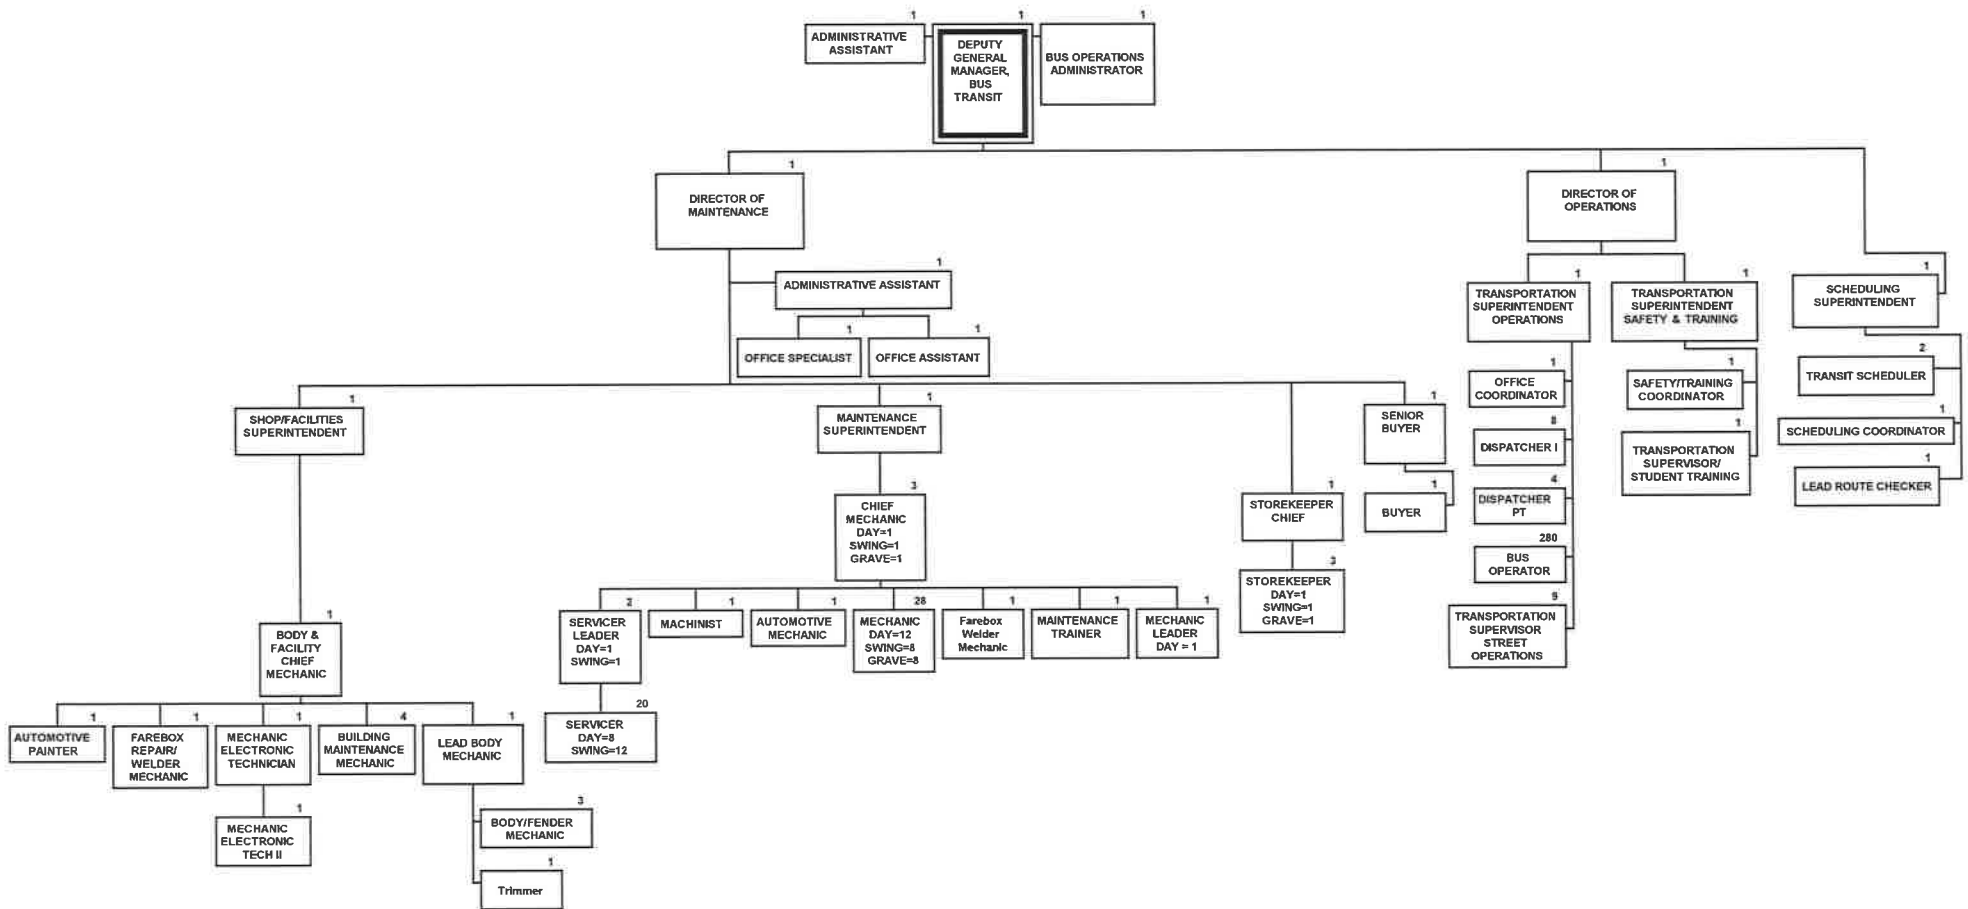 1
ADMINISTRATIVE
ASSISTANT
1
DEPUTY
GENERAL
MANAGER,
BUS
TRANSIT
1
BUS OPERATIONS
ADMINISTRATOR
1
DIRECTOR OF
MAINTENANCE
1
DIRECTOR OF
OPERATIONS
1
ADMINISTRATIVE ASSISTANT
1
OFFICE SPECIALIST
1
OFFICE ASSISTANT
1
SHOP/FACILITIES
SUPERINTENDENT
1
MAINTENANCE
SUPERINTENDENT
1
SENIOR
BUYER
1
BUYER
1
STOREKEEPER
CHIEF
3
STOREKEEPER
DAY=1
SWING=1
GRAVE=1
3
CHIEF
MECHANIC
DAY=1
SWING=1
GRAVE=1
2
SERVICER
LEADER
DAY=1
SWING=1
1
MACHINIST
1
AUTOMOTIVE
MECHANIC
28
MECHANIC
DAY=12
SWING=8
GRAVE=8
1
Farebox
Welder
Mechanic
1
MAINTENANCE
TRAINER
1
MECHANIC
LEADER
DAY = 1
20
SERVICER
DAY=8
SWING=12
1
BODY &
FACILITY
CHIEF
MECHANIC
1
AUTOMOTIVE
PAINTER
1
FAREBOX
REPAIR/
WELDER
MECHANIC
1
MECHANIC
ELECTRONIC
TECHNICIAN
4
BUILDING
MAINTENANCE
MECHANIC
1
LEAD BODY
MECHANIC
1
MECHANIC
ELECTRONIC
TECH II
3
BODY/FENDER
MECHANIC
1
Trimmer
1
TRANSPORTATION
SUPERINTENDENT
OPERATIONS
1
OFFICE
COORDINATOR
8
DISPATCHER I
4
DISPATCHER
PT
280
BUS
OPERATOR
9
TRANSPORTATION
SUPERVISOR
STREET
OPERATIONS
1
TRANSPORTATION
SUPERINTENDENT
SAFETY & TRAINING
1
SAFETY/TRAINING
COORDINATOR
1
TRANSPORTATION
SUPERVISOR/
STUDENT TRAINING
1
SCHEDULING
SUPERINTENDENT
2
TRANSIT SCHEDULER
1
SCHEDULING COORDINATOR
1
LEAD ROUTE CHECKER